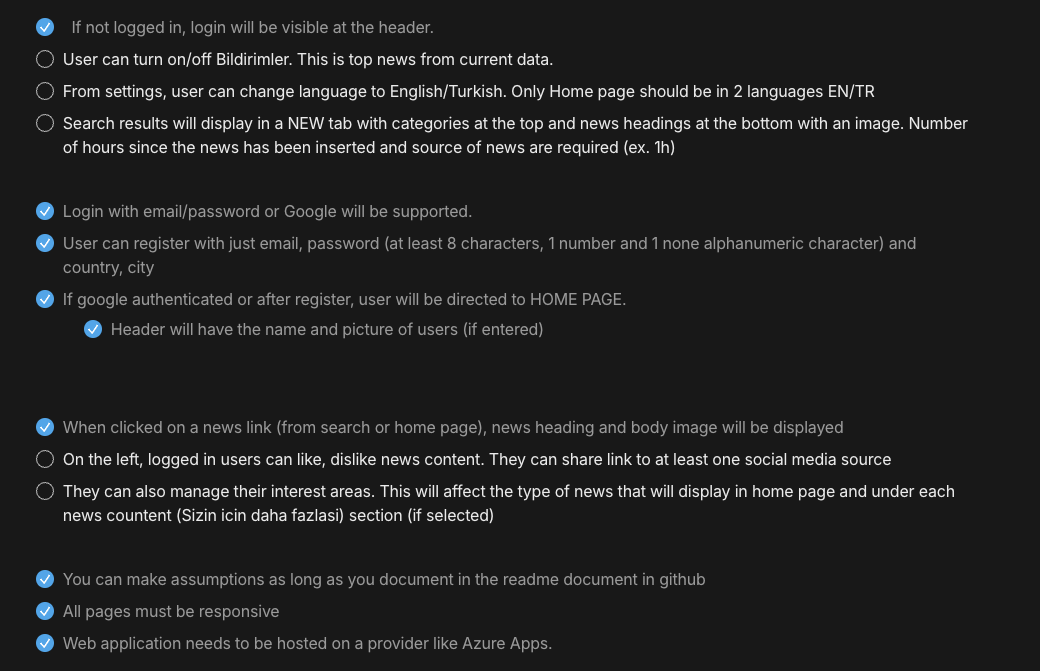 If not logged in, login will be visible at the header.
User can turn on/off Bildirimler. This is top news from current data.
From settings, user can change language to English/Turkish. Only Home page should be in 2 languages EN/TR
Search results will display in a NEW tab with categories at the top and news headings at the bottom with an image. Number
of hours since the news has been inserted and source of news are required (ex. 1h)
Login with email/password or Google will be supported.
User can register with just email, password (at least 8 characters, 1 number and 1 none alphanumeric character) and
country, city
If google authenticated or after register, user will be directed to HOME PAGE.
Header will have the name and picture of users (if entered)
When clicked on a news link (from search or home page), news heading and body image will be displayed
On the left, logged in users can like, dislike news content. They can share link to at least one social media source
They can also manage their interest areas. This will affect the type of news that will display in home page and under each
news countent (Sizin icin daha fazlasi) section (if selected)
You can make assumptions as long as you document in the readme document in github
All pages must be responsive
Web application needs to be hosted on a provider like Azure Apps.